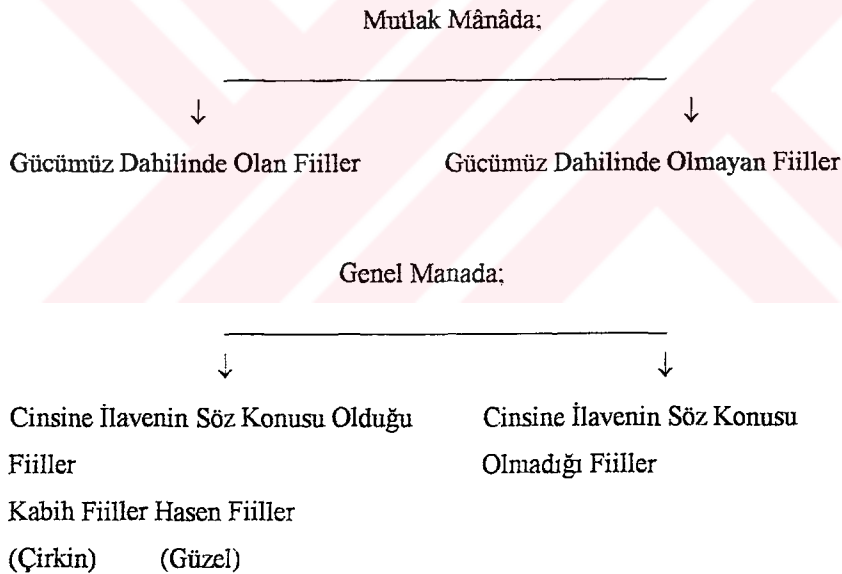 Mutlak Mânâda;
↓ ↓
Gücümüz Dahilinde Olan Fiiller Gücümüz Dahilinde Olmayan Fiiller
Genel Manada;
↓ ↓
Cinsine İlavenin Söz Konusu Olduğu Cinsine İlavenin Söz Konusu
Fiiller Olmadığı Fiiller
Kabih Fiiller Hasen Fiiller
(Çirkin) (Güzel)